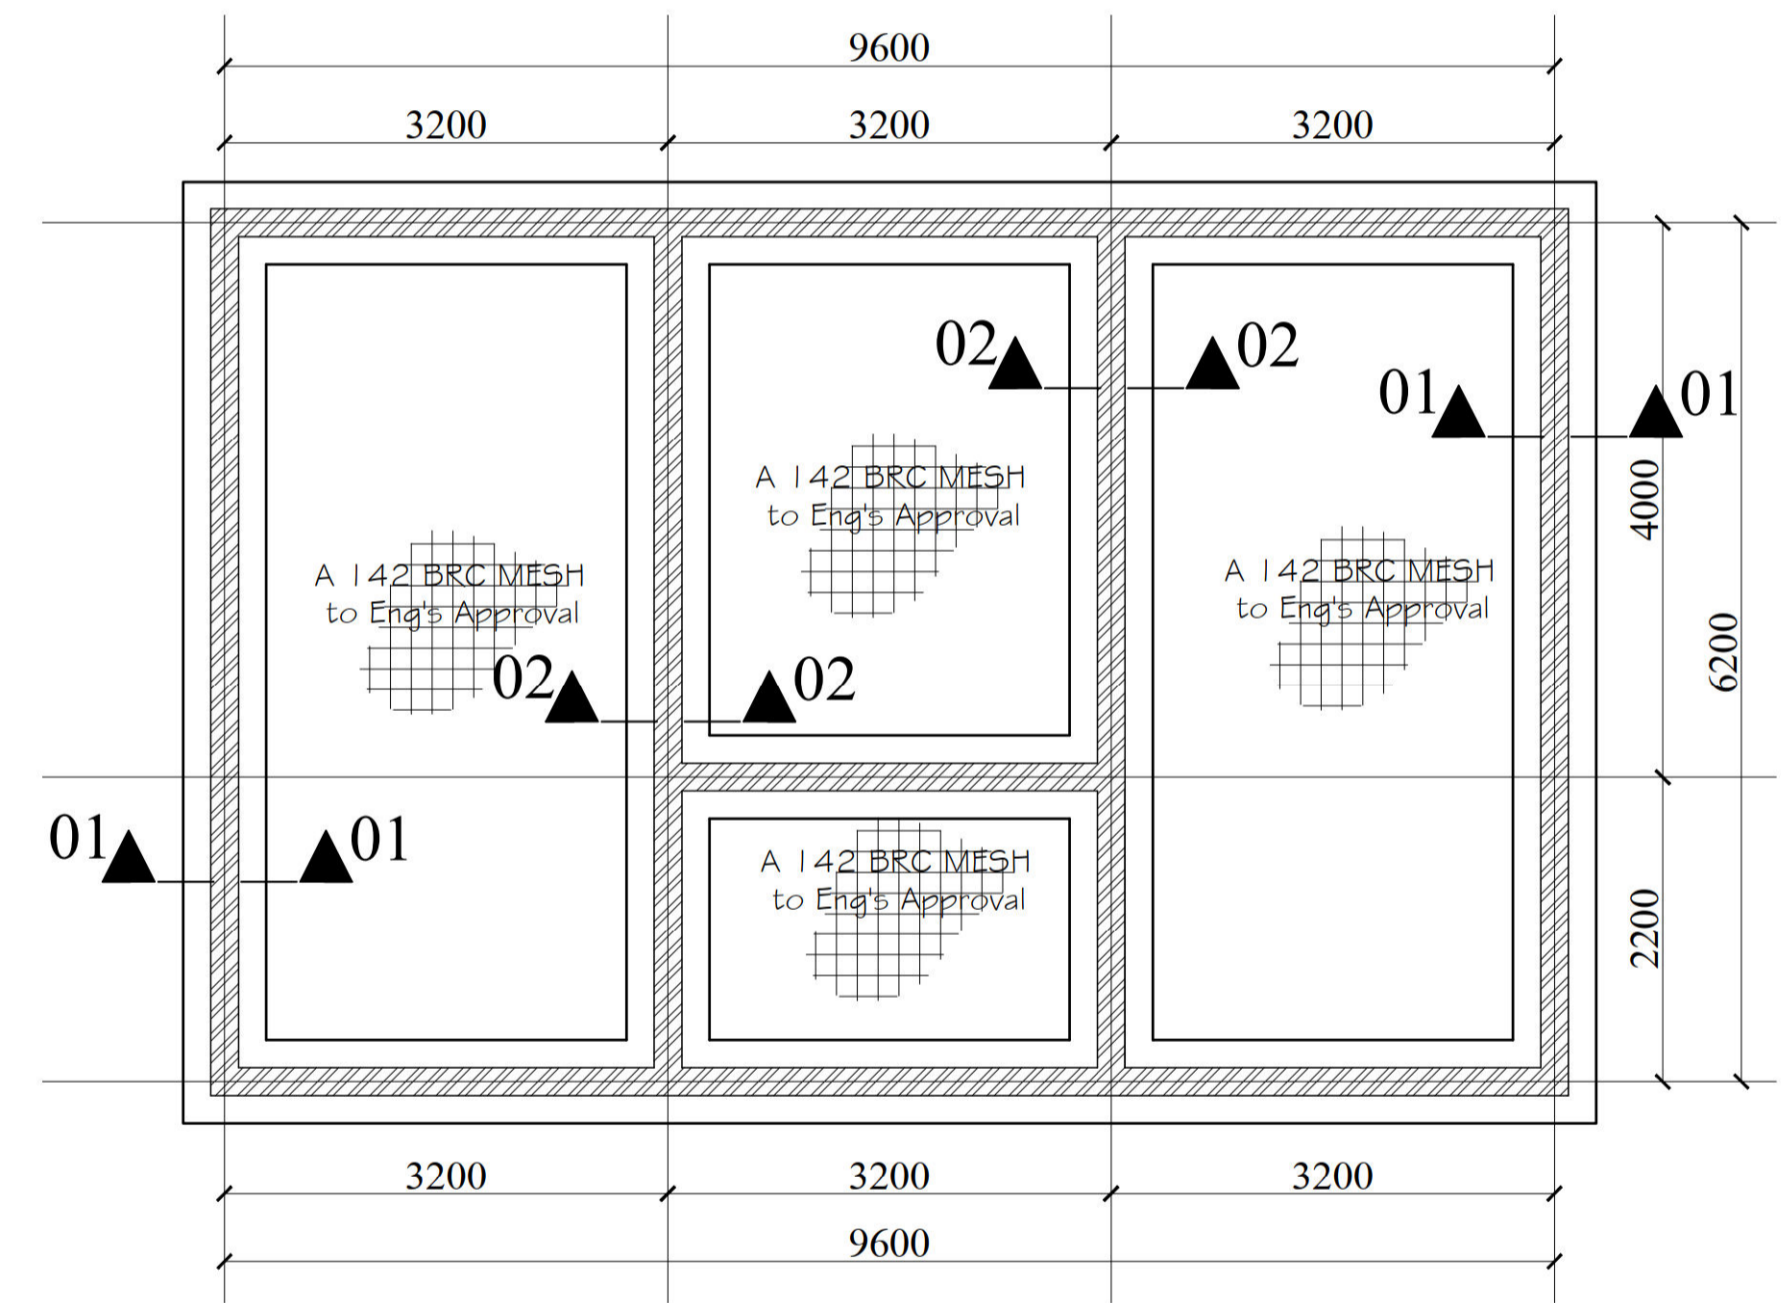 9600
3200 3200 3200
02 02
01 01
A 142 BRC MESH
to Eng's Approval
4000
A 142 BRC MESH
to Eng's Approval
A 142 BRC MESH
to Eng's Approval
6200
02 02
01 01
A 142 BRC MESH
to Eng's Approval
2200
3200 3200 3200
9600